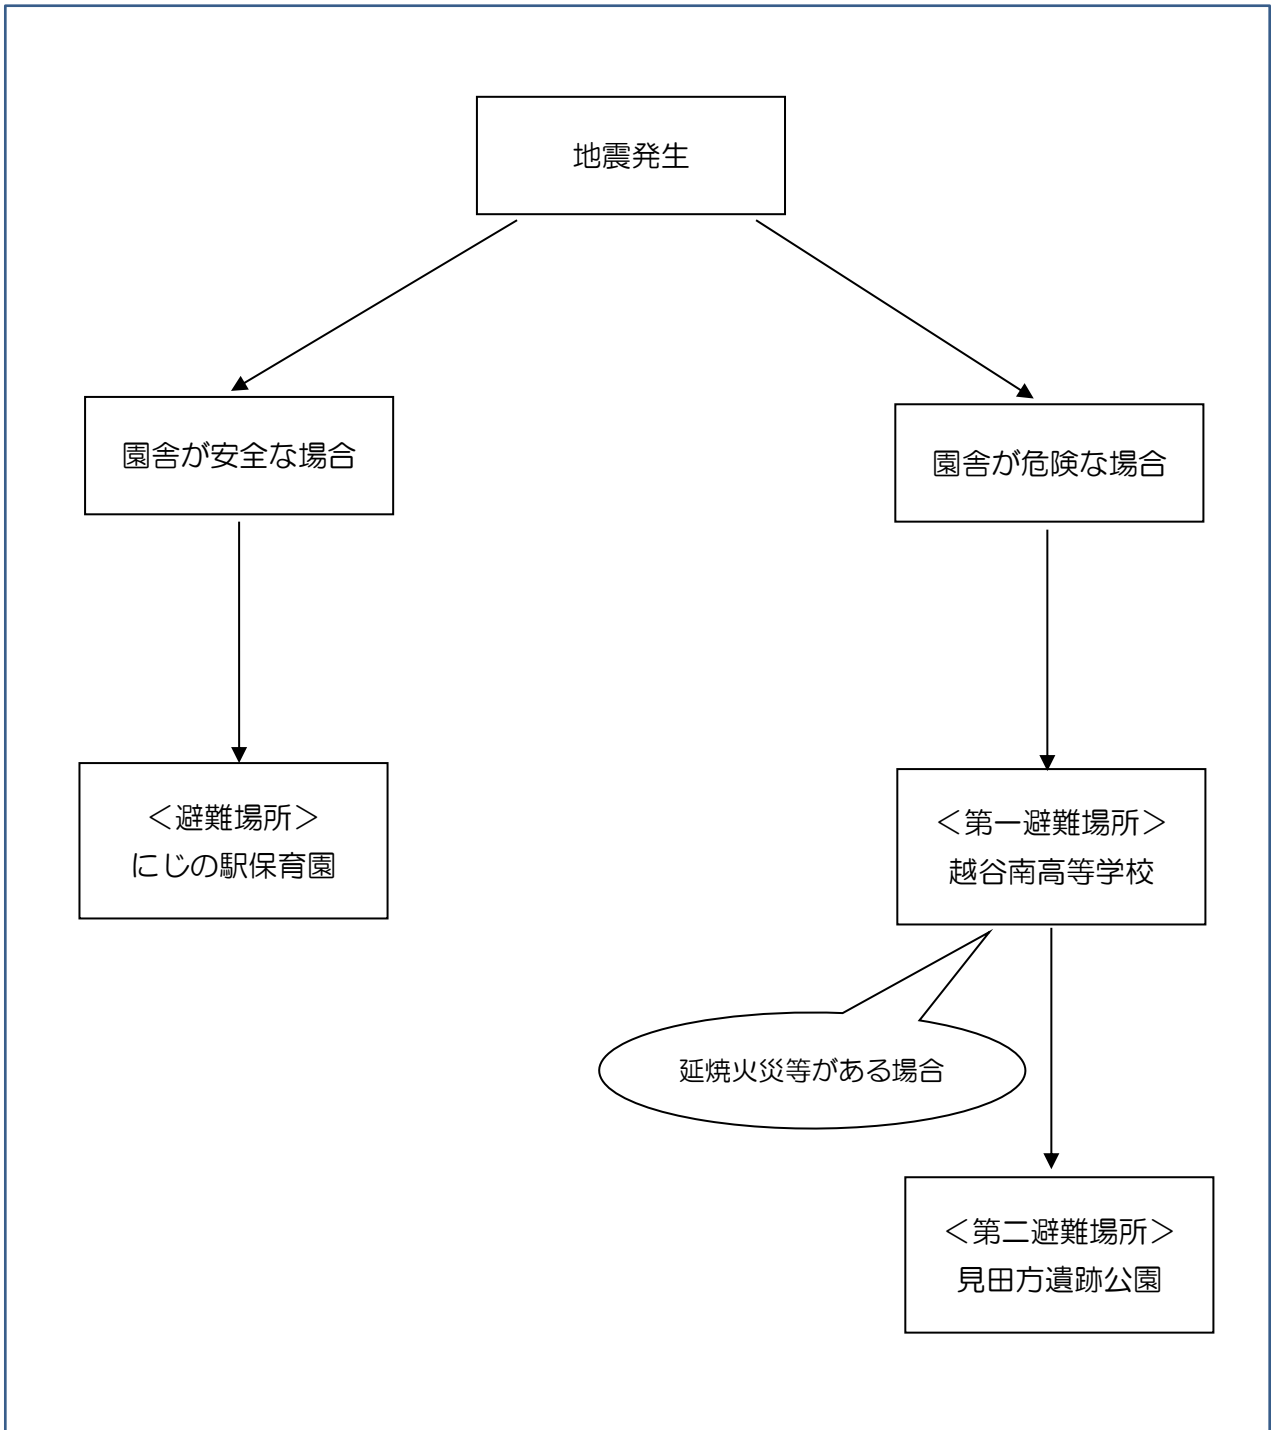 地震発生
園舎が安全な場合
園舎が危険な場合
＜避難場所＞
にじの駅保育園
＜第一避難場所＞
越谷南高等学校
延焼火災等がある場合
＜第二避難場所＞
見田方遺跡公園